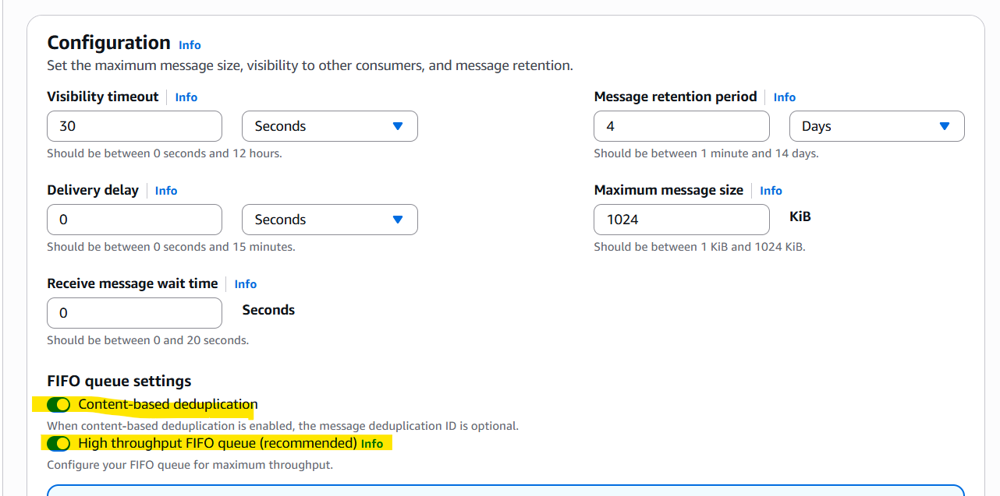 Configuration Info
Set the maximum message size, visibility to other consumers, and message retention.
Visibility timeout Info
30 Seconds
Should be between 0 seconds and 12 hours.
Message retention period Info
4 Days
Should be between 1 minute and 14 days.
Delivery delay Info
0 Seconds
Should be between 0 seconds and 15 minutes.
Maximum message size Info
1024 KiB
Should be between 1 KiB and 1024 KiB.
Receive message wait time Info
0 Seconds
Should be between 0 and 20 seconds.
FIFO queue settings
Content-based deduplication
When content-based deduplication is enabled, the message deduplication ID is optional.
High throughput FIFO queue (recommended) Info
Configure your FIFO queue for maximum throughput.